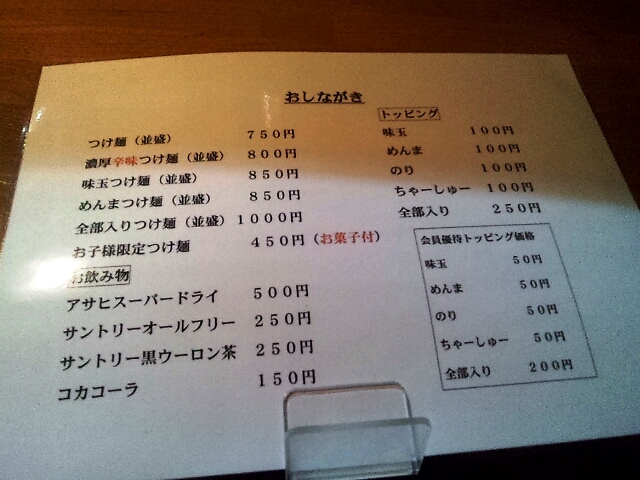 おしながき
つけ麺（並盛） ７５０円
濃厚辛味つけ麺（並盛） ８００円
味玉つけ麺（並盛） ８５０円
めんまつけ麺（並盛） ８５０円
全部入りつけ麺（並盛） １０００円
お子様限定つけ麺 ４５０円（お菓子付）
お飲み物
アサヒスーパードライ ５００円
サントリーオールフリー ２５０円
サントリー黒ウーロン茶 ２５０円
コカコーラ １５０円
トッピング
味玉 １００円
めんま １００円
のり １００円
ちゃーしゅー １００円
全部入り ２５０円
会員優待トッピング価格
味玉 ５０円
めんま ５０円
のり ５０円
ちゃーしゅー ５０円
全部入り ２００円